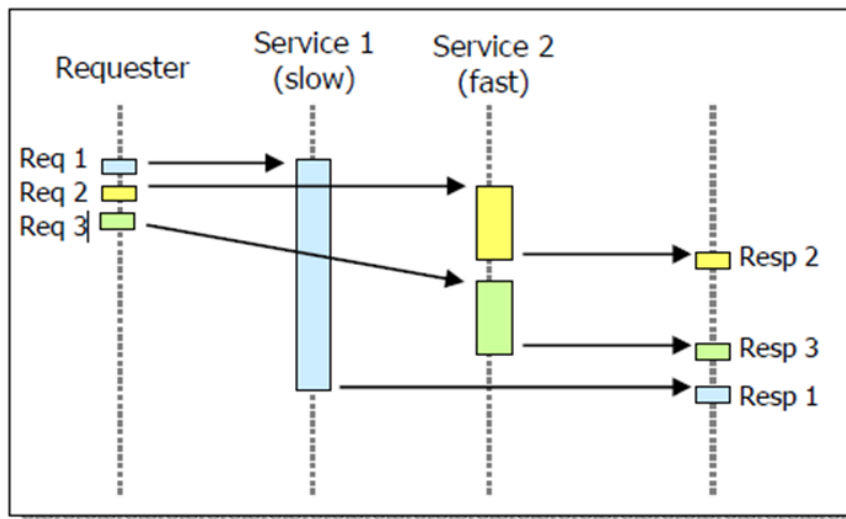 Requester
Service 1
(slow)
Service 2
(fast)
Req 1
Req 2
Req 3
Resp 2
Resp 3
Resp 1